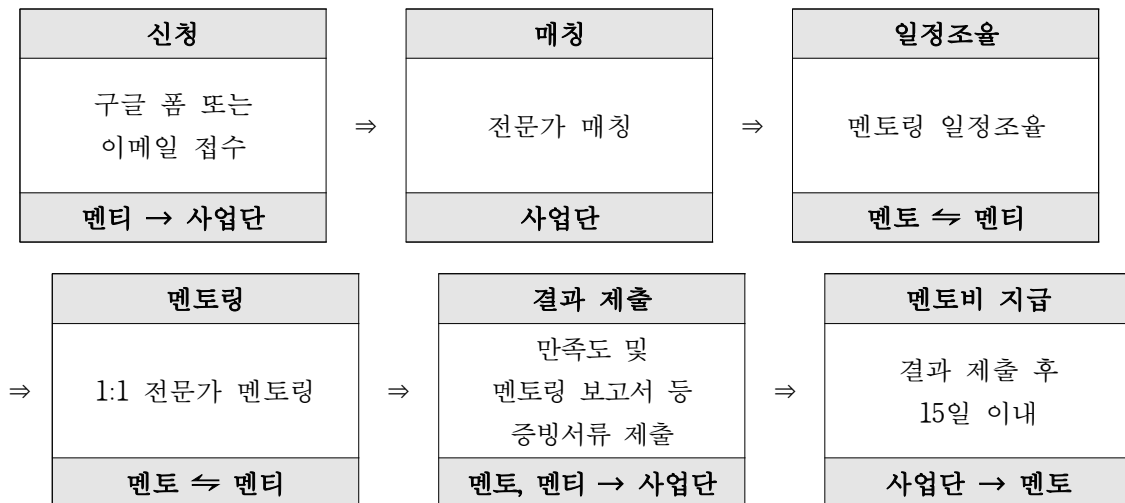 신청
구글 폼 또는
이메일 접수
멘티 → 사업단
⇒
매칭
전문가 매칭
사업단
⇒
일정조율
멘토링 일정조율
멘토 ⇋ 멘티
⇒
멘토링
1:1 전문가 멘토링
멘토 ⇋ 멘티
⇒
결과 제출
만족도 및
멘토링 보고서 등
증빙서류 제출
멘토, 멘티 → 사업단
⇒
멘토비 지급
결과 제출 후
15일 이내
사업단 → 멘토